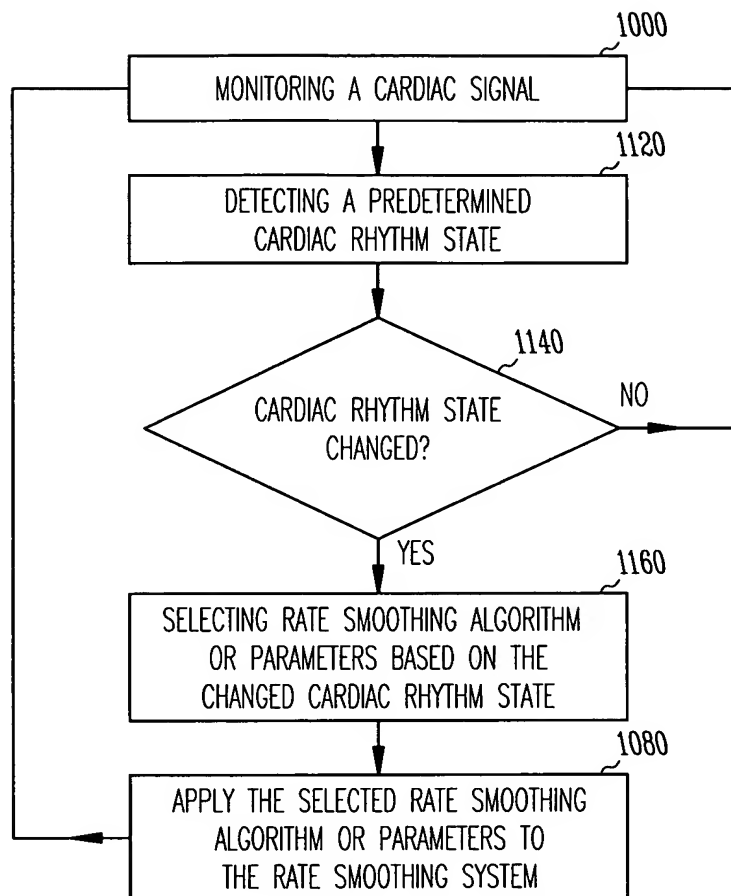 1000
MONITORING A CARDIAC SIGNAL
1120
DETECTING A PREDETERMINED
CARDIAC RHYTHM STATE
1140
CARDIAC RHYTHM STATE
CHANGED?
NO
YES
1160
SELECTING RATE SMOOTHING ALGORITHM
OR PARAMETERS BASED ON THE
CHANGED CARDIAC RHYTHM STATE
1080
APPLY THE SELECTED RATE SMOOTHING
ALGORITHM OR PARAMETERS TO
THE RATE SMOOTHING SYSTEM